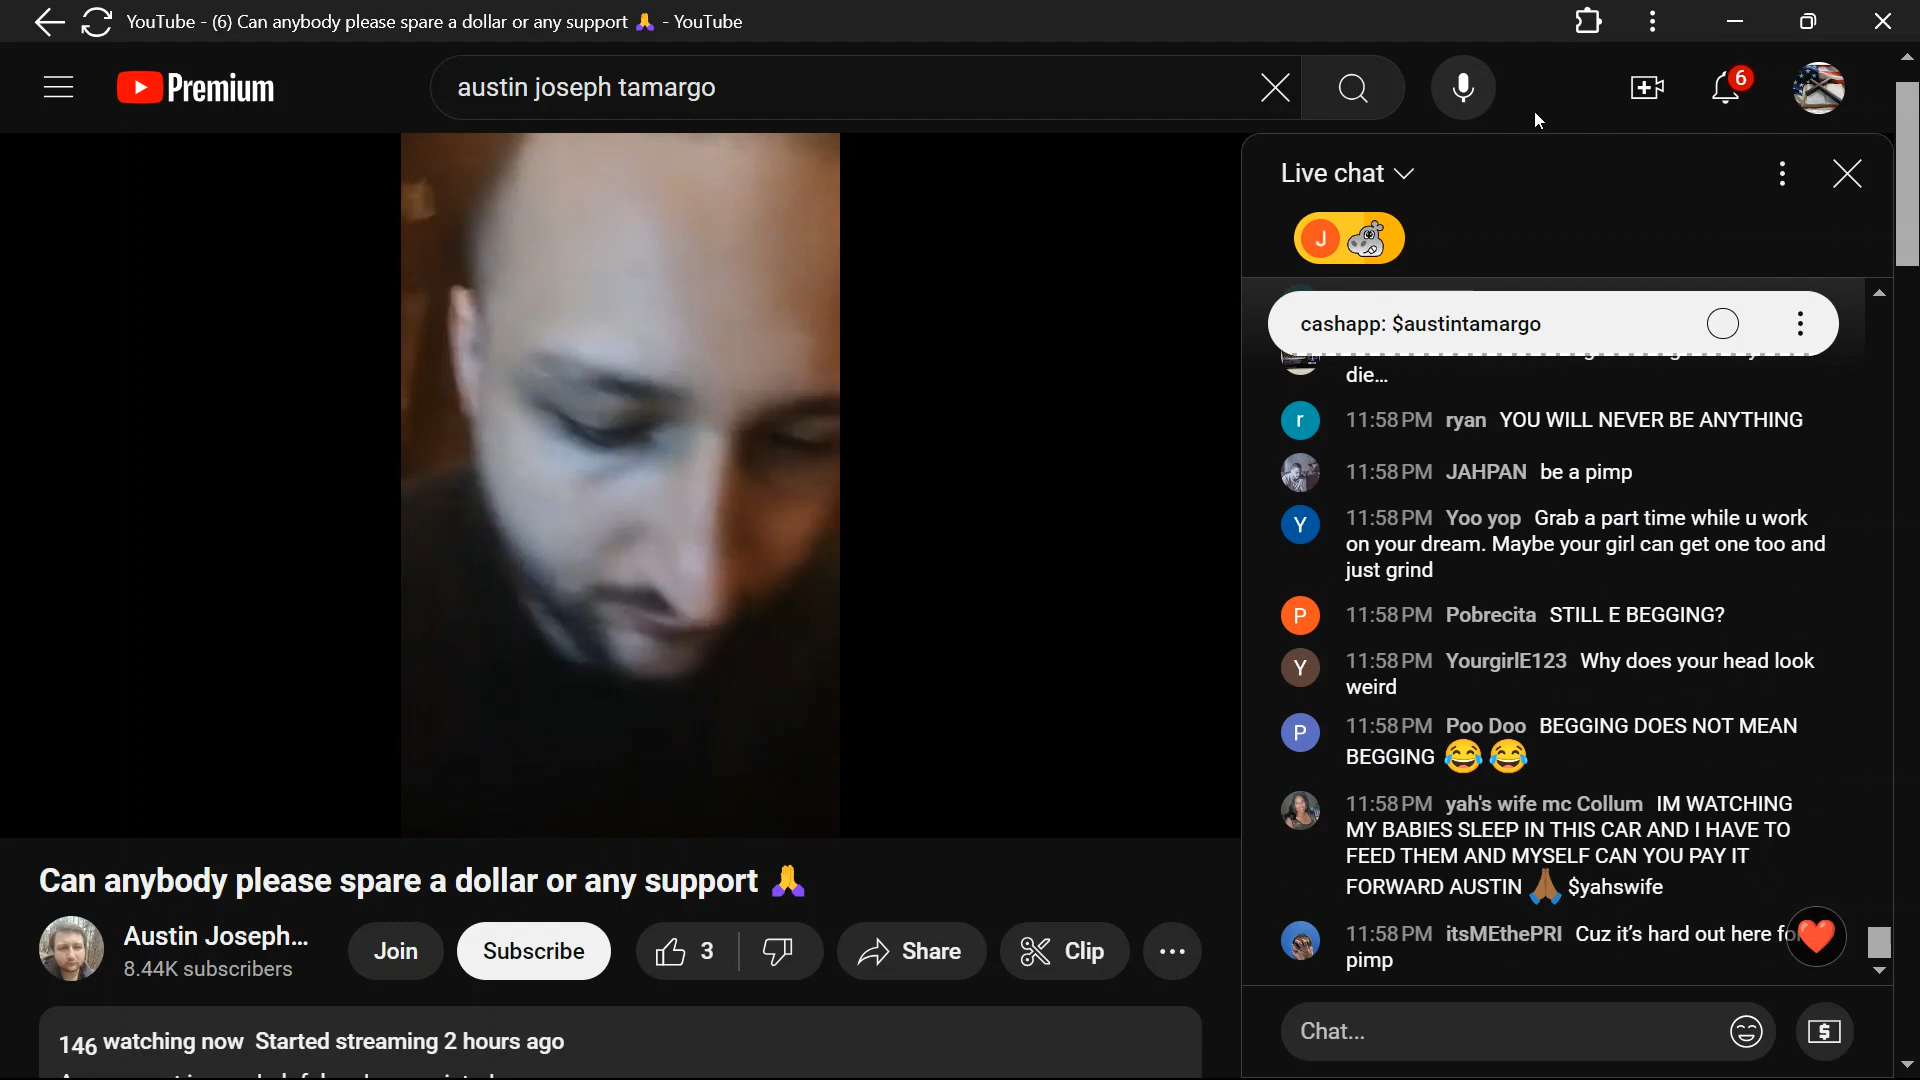 YouTube - (6) Can anybody please spare a dollar or any support 🙏 - YouTube
Premium
austin joseph tamargo
6
Live chat
J
cashapp: $austintamargo
die...
r 11:58 PM ryan YOU WILL NEVER BE ANYTHING
11:58 PM JAHPAN be a pimp
Y 11:58 PM Yoo yop Grab a part time while u work
on your dream. Maybe your girl can get one too and
just grind
P 11:58 PM Pobrecita STILL E BEGGING?
Y 11:58 PM YourgirlE123 Why does your head look
weird
P 11:58 PM Poo Doo BEGGING DOES NOT MEAN
BEGGING 😂😂
11:58 PM yah's wife mc Collum IM WATCHING
MY BABIES SLEEP IN THIS CAR AND I HAVE TO
FEED THEM AND MYSELF CAN YOU PAY IT
FORWARD AUSTIN 🙏🏾 $yahswife
11:58 PM itsMEthePRI Cuz it's hard out here
pimp
Chat...
$
Can anybody please spare a dollar or any support 🙏
Austin Joseph...
8.44K subscribers
Join
Subscribe
3
Share
Clip
146 watching now Started streaming 2 hours ago